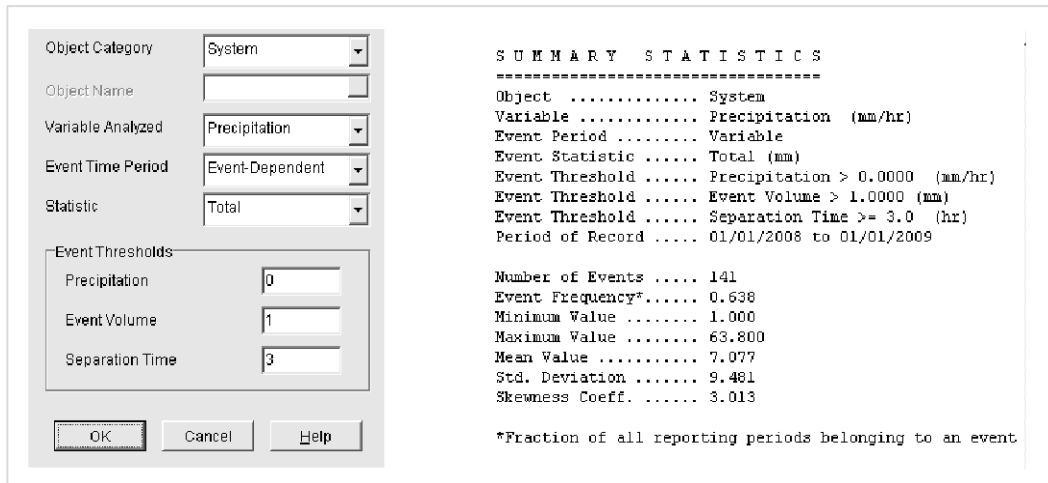 Object Category System
Object Name
Variable Analyzed Precipitation
Event Time Period Event-Dependent
Statistic Total
Event Thresholds
Precipitation 0
Event Volume 1
Separation Time 3
OK Cancel Help
S U M M A R Y   S T A T I S T I C S
===================================
Object .............. System
Variable ............ Precipitation (mm/hr)
Event Period ........ Variable
Event Statistic ...... Total (mm)
Event Threshold ...... Precipitation > 0.0000 (mm/hr)
Event Threshold ...... Event Volume > 1.0000 (mm)
Event Threshold ...... Separation Time >= 3.0 (hr)
Period of Record ..... 01/01/2008 to 01/01/2009
Number of Events ..... 141
Event Frequency*...... 0.638
Minimum Value ........ 1.000
Maximum Value ........ 63.800
Mean Value ........... 7.077
Std. Deviation ....... 9.481
Skewness Coeff. ...... 3.013
*Fraction of all reporting periods belonging to an event